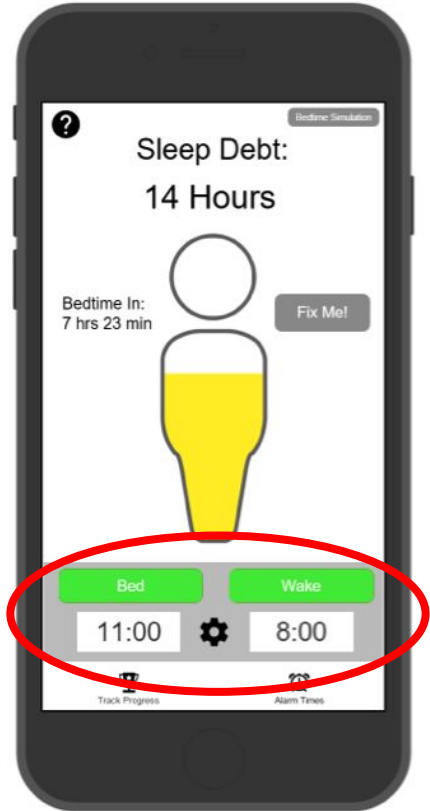 ?
Bedtime Simulation
Sleep Debt:
14 Hours
Bedtime In:
7 hrs 23 min
Fix Me!
Bed
Wake
11:00
8:00
Track Progress
Alarm Times